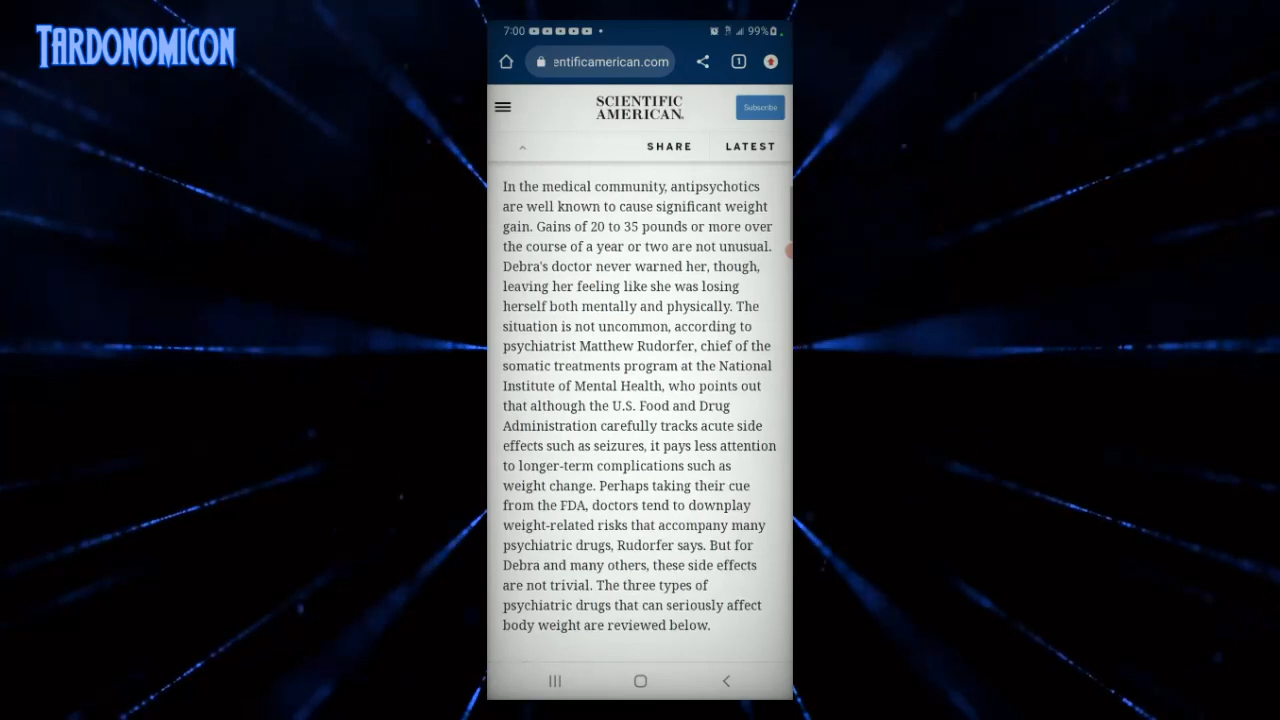 TARDONOMICON
7:00
99%
entificamerican.com
1
SCIENTIFIC
AMERICAN.
Subscribe
SHARE
LATEST
In the medical community, antipsychotics
are well known to cause significant weight
gain. Gains of 20 to 35 pounds or more over
the course of a year or two are not unusual.
Debra's doctor never warned her, though,
leaving her feeling like she was losing
herself both mentally and physically. The
situation is not uncommon, according to
psychiatrist Matthew Rudorfer, chief of the
somatic treatments program at the National
Institute of Mental Health, who points out
that although the U.S. Food and Drug
Administration carefully tracks acute side
effects such as seizures, it pays less attention
to longer-term complications such as
weight change. Perhaps taking their cue
from the FDA, doctors tend to downplay
weight-related risks that accompany many
psychiatric drugs, Rudorfer says. But for
Debra and many others, these side effects
are not trivial. The three types of
psychiatric drugs that can seriously affect
body weight are reviewed below.